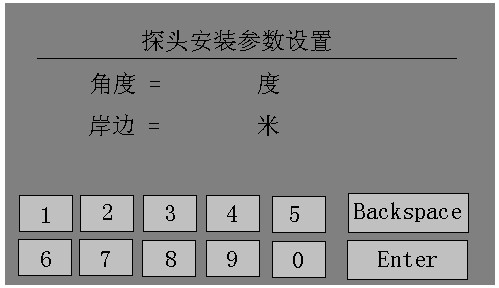 探头安装参数设置
角度 = 度
岸边 = 米
1 2 3 4 5 Backspace
6 7 8 9 0 Enter